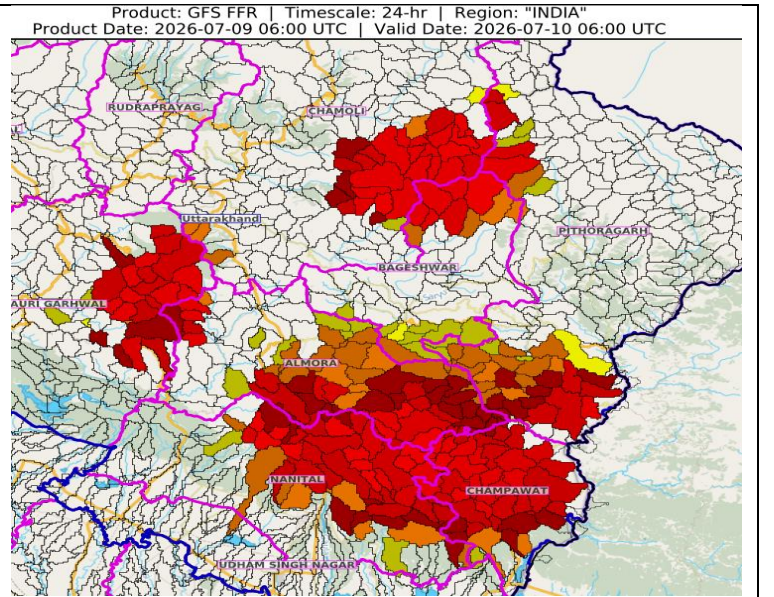 Product: GFS FFR | Timescale: 24-hr | Region: "INDIA"
Product Date: 2026-07-09 06:00 UTC | Valid Date: 2026-07-10 06:00 UTC
RUDRAPRAYAG
CHAMOLI
Uttarakhand
PITHORAGARH
BAGESHWAR
AURI GARHWAL
ALMORA
NANITAL
CHAMPAWAT
UDHAM SINGH NAGAR